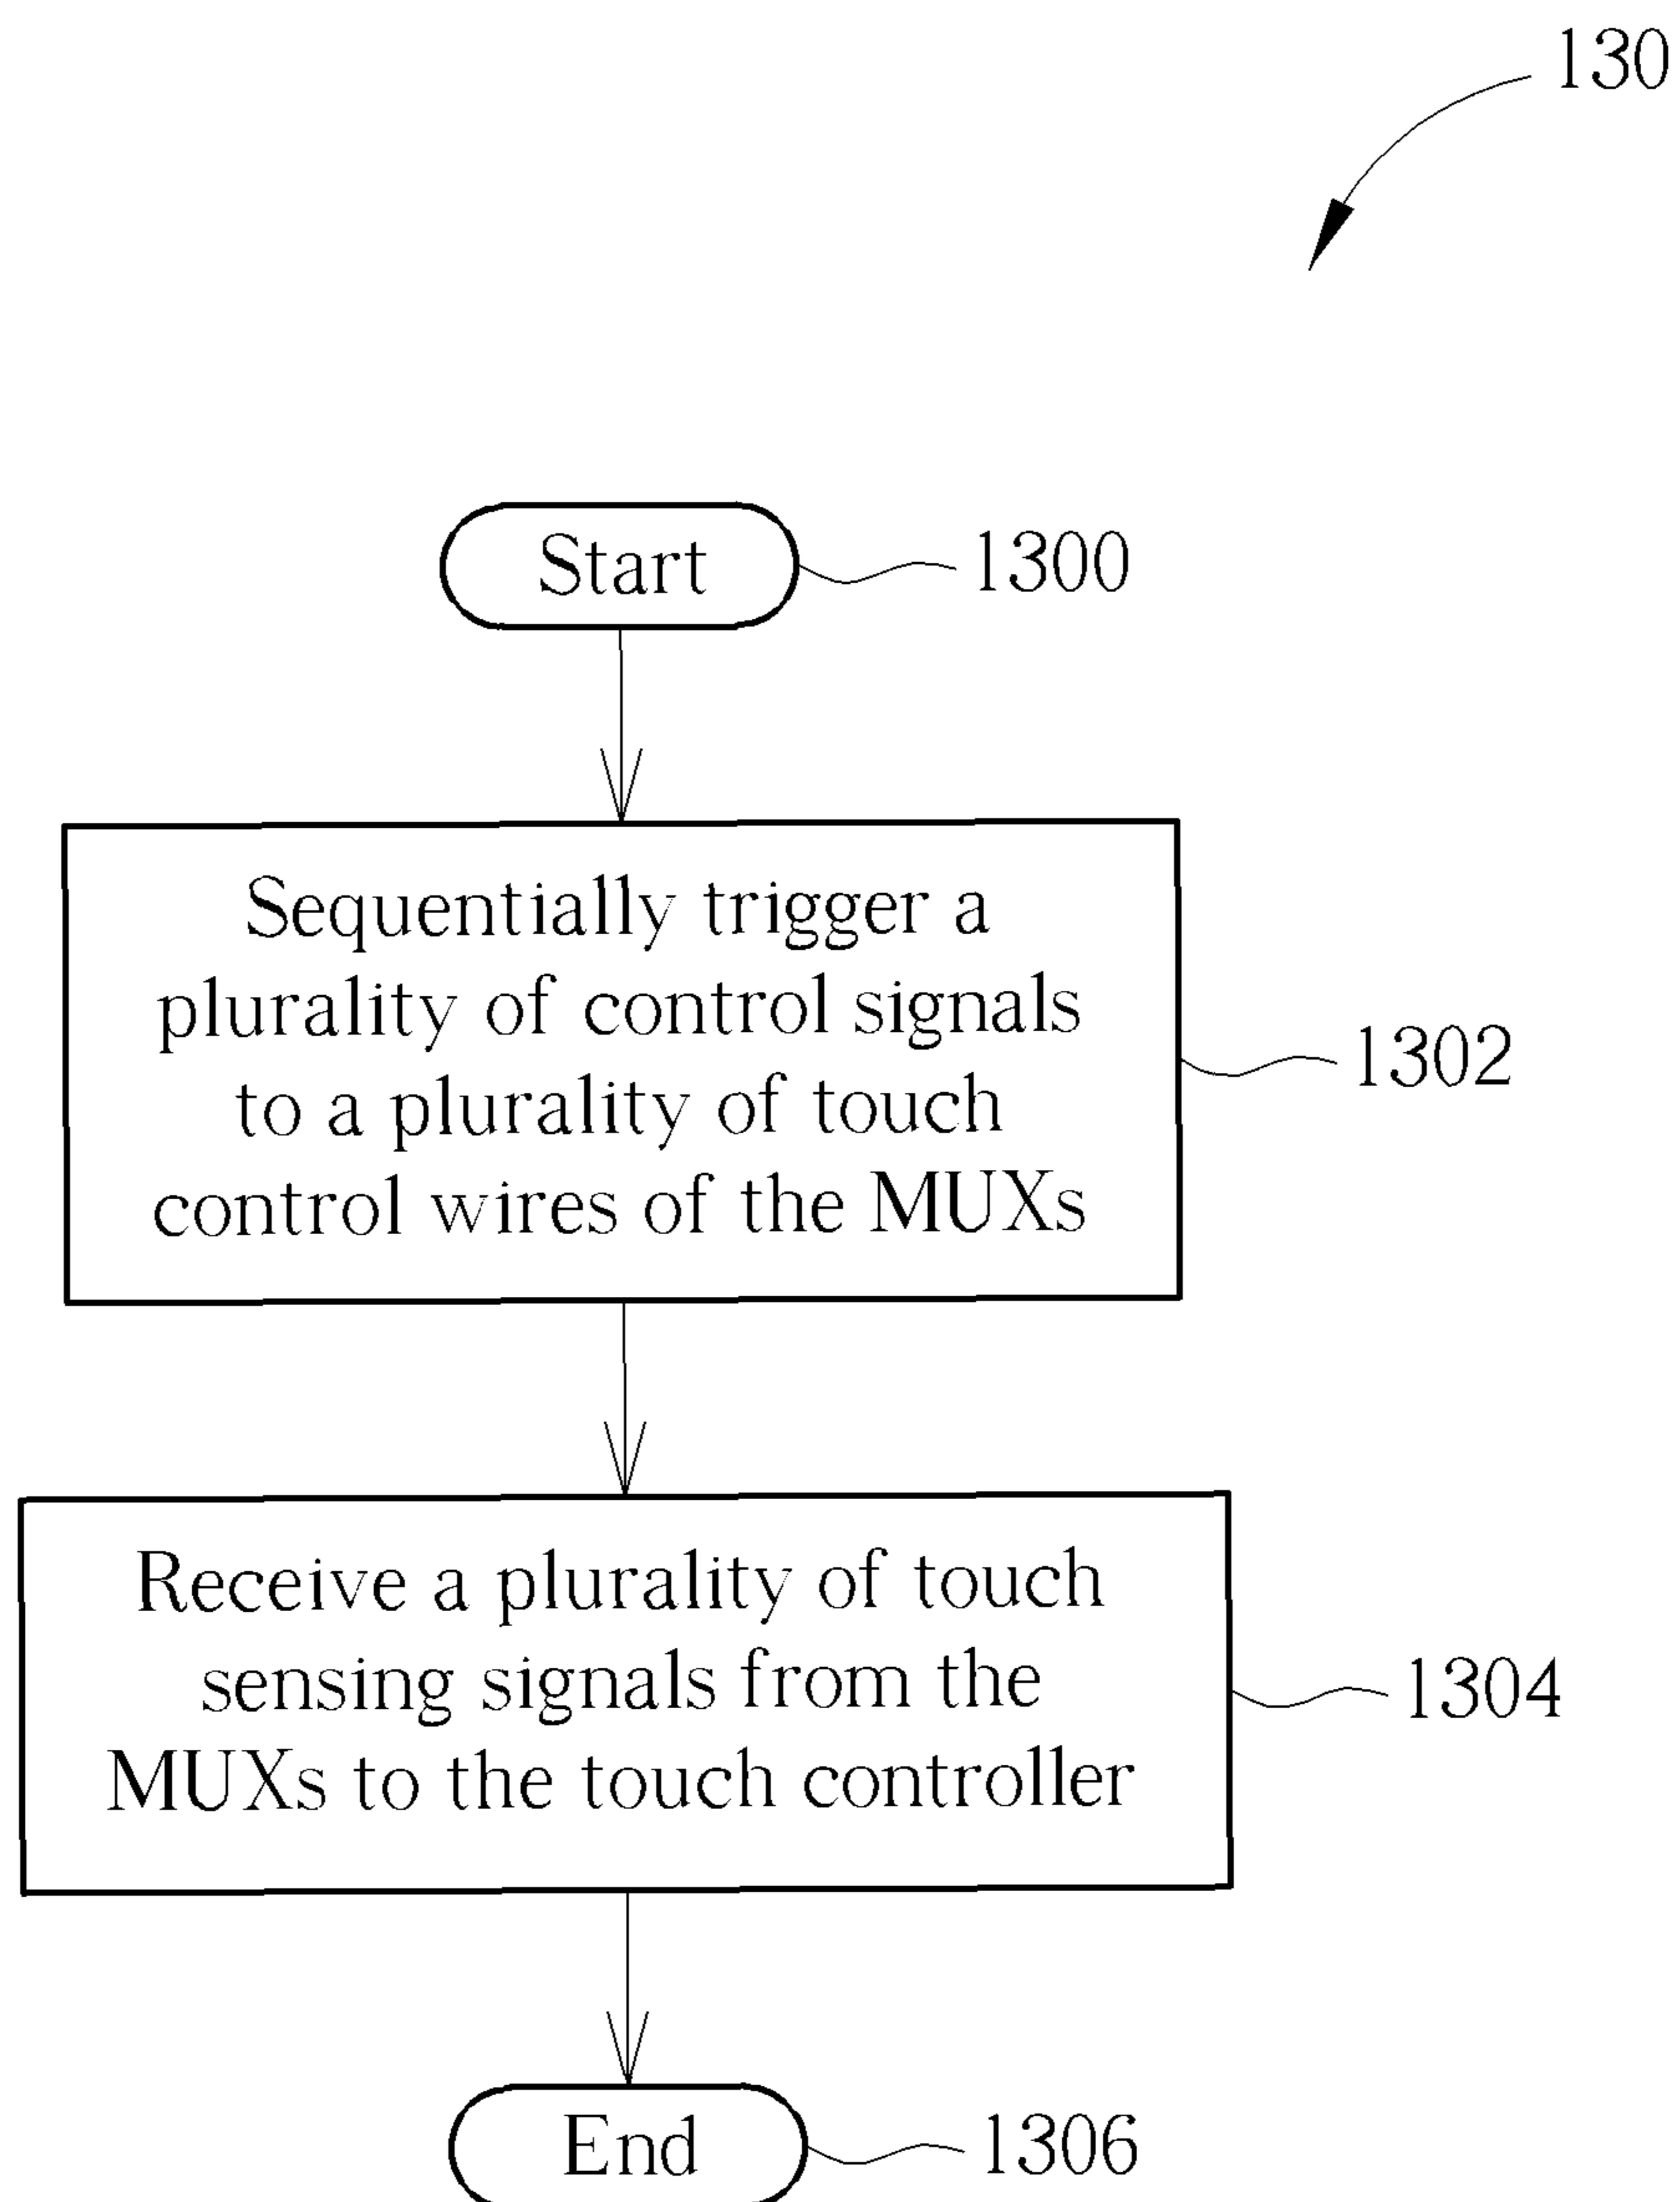 130
Start
1300
Sequentially trigger a
plurality of control signals
to a plurality of touch
control wires of the MUXs
1302
Receive a plurality of touch
sensing signals from the
MUXs to the touch controller
1304
End
1306